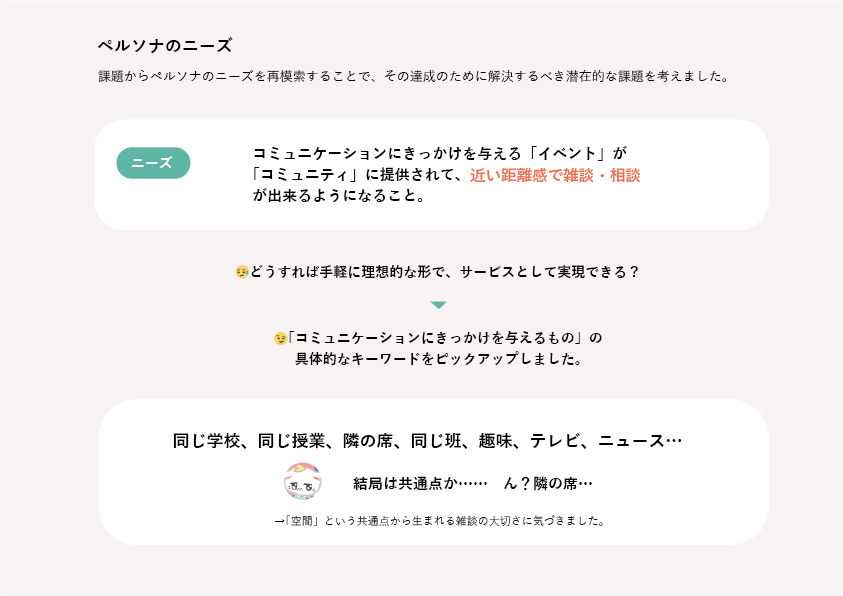 ペルソナのニーズ
課題からペルソナのニーズを再模索することで、その達成のために解決するべき潜在的な課題を考えました。
ニーズ
コミュニケーションにきっかけを与える「イベント」が
「コミュニティ」に提供されて、近い距離感で雑談・相談
が出来るようになること。
😥どうすれば手軽に理想的な形で、サービスとして実現できる？
😉「コミュニケーションにきっかけを与えるもの」の
具体的なキーワードをピックアップしました。
同じ学校、同じ授業、隣の席、同じ班、趣味、テレビ、ニュース…
結局は共通点か…… ん？隣の席…
→「空間」という共通点から生まれる雑談の大切さに気づきました。